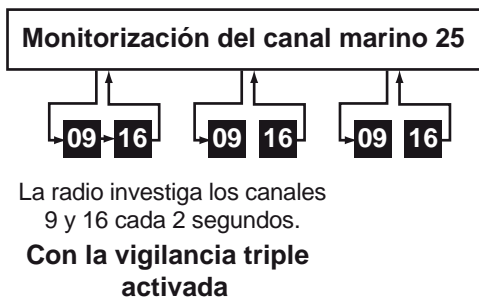 Monitorización del canal marino 25
09 16 09 16 09 16
La radio investiga los canales
9 y 16 cada 2 segundos.
Con la vigilancia triple
activada